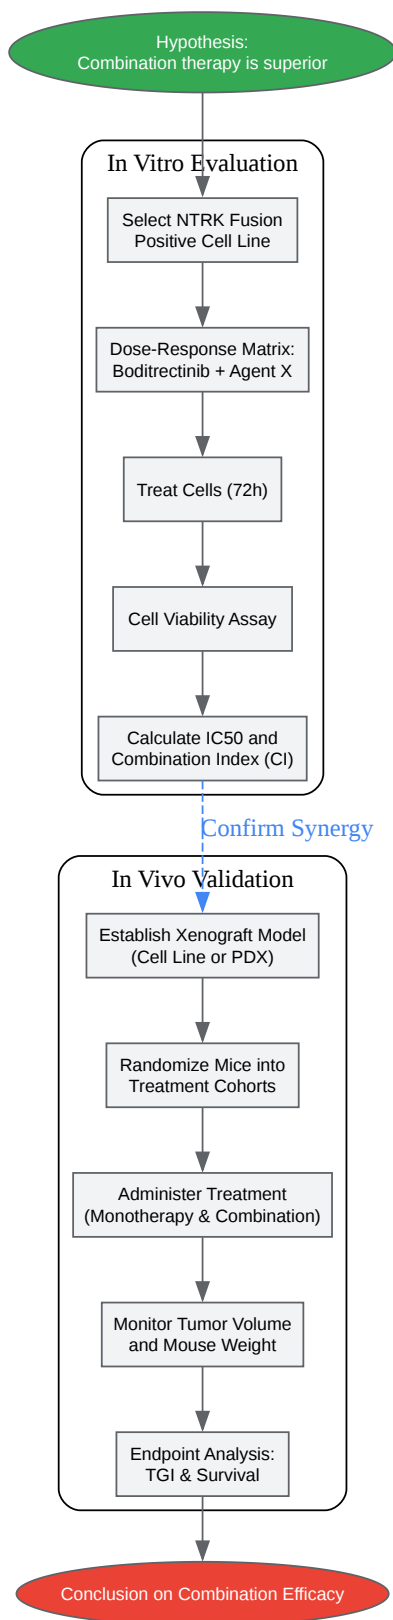 Hypothesis:
Combination therapy is superior
In Vitro Evaluation
Select NTRK Fusion
Positive Cell Line
Dose-Response Matrix:
Boditrectinib + Agent X
Treat Cells (72h)
Cell Viability Assay
Calculate IC50 and
Combination Index (CI)
Confirm Synergy
In Vivo Validation
Establish Xenograft Model
(Cell Line or PDX)
Randomize Mice into
Treatment Cohorts
Administer Treatment
(Monotherapy & Combination)
Monitor Tumor Volume
and Mouse Weight
Endpoint Analysis:
TGI & Survival
Conclusion on Combination Efficacy